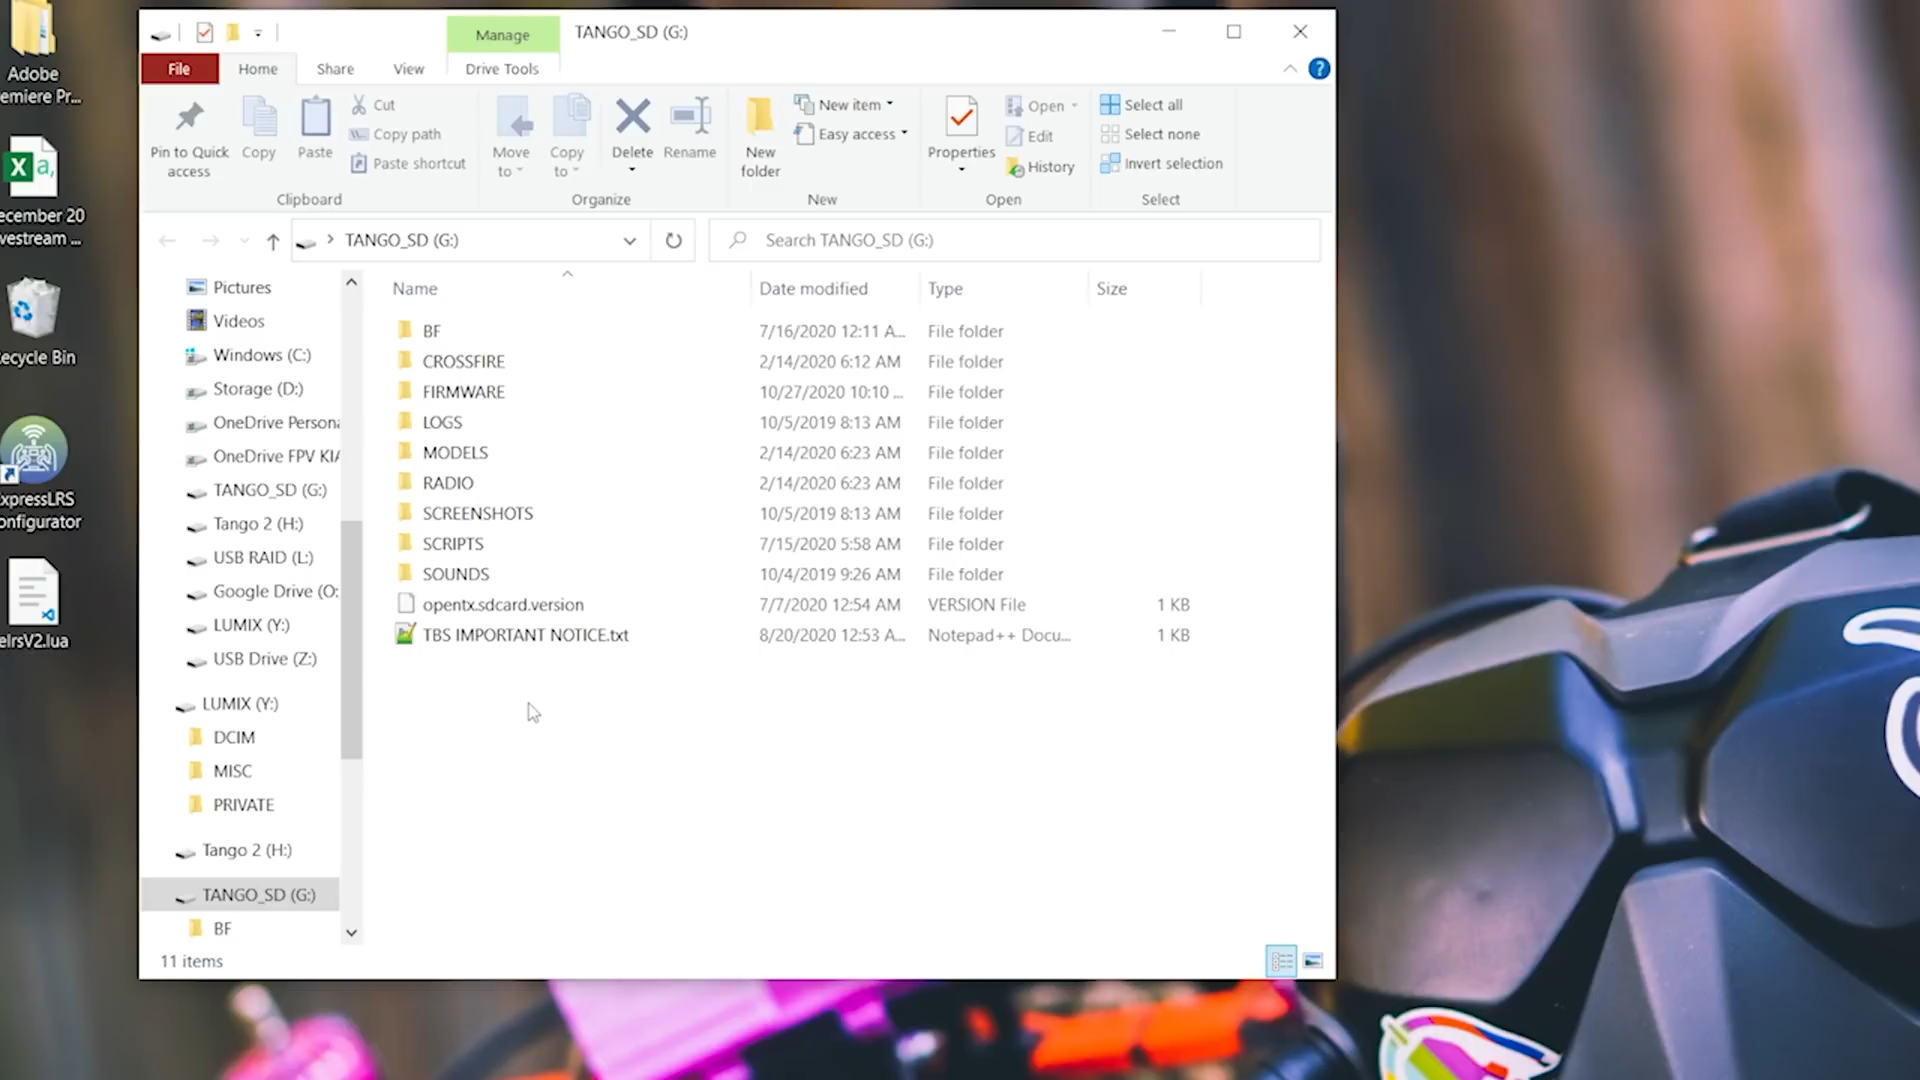 Adobe
emiere Pr...
ecember 20
vestream ...
ecycle Bin
xpressLRS
onfigurator
elrsV2.lua
Manage
TANGO_SD (G:)
File
Home
Share
View
Drive Tools
Pin to Quick
access
Copy
Paste
Cut
Copy path
Paste shortcut
Clipboard
Move
to
Copy
to
Delete
Rename
Organize
New
folder
New item
Easy access
New
Properties
Open
Edit
History
Open
Select all
Select none
Invert selection
Select
TANGO_SD (G:)
Search TANGO_SD (G:)
Pictures
Videos
Windows (C:)
Storage (D:)
OneDrive Persona
OneDrive FPV KIA
TANGO_SD (G:)
Tango 2 (H:)
USB RAID (L:)
Google Drive (O:
LUMIX (Y:)
USB Drive (Z:)
LUMIX (Y:)
DCIM
MISC
PRIVATE
Tango 2 (H:)
TANGO_SD (G:)
BF
Name Date modified Type Size
BF 7/16/2020 12:11 A... File folder
CROSSFIRE 2/14/2020 6:12 AM File folder
FIRMWARE 10/27/2020 10:10 ... File folder
LOGS 10/5/2019 8:13 AM File folder
MODELS 2/14/2020 6:23 AM File folder
RADIO 2/14/2020 6:23 AM File folder
SCREENSHOTS 10/5/2019 8:13 AM File folder
SCRIPTS 7/15/2020 5:58 AM File folder
SOUNDS 10/4/2019 9:26 AM File folder
opentx.sdcard.version 7/7/2020 12:54 AM VERSION File 1 KB
TBS IMPORTANT NOTICE.txt 8/20/2020 12:53 A... Notepad++ Docu... 1 KB
11 items